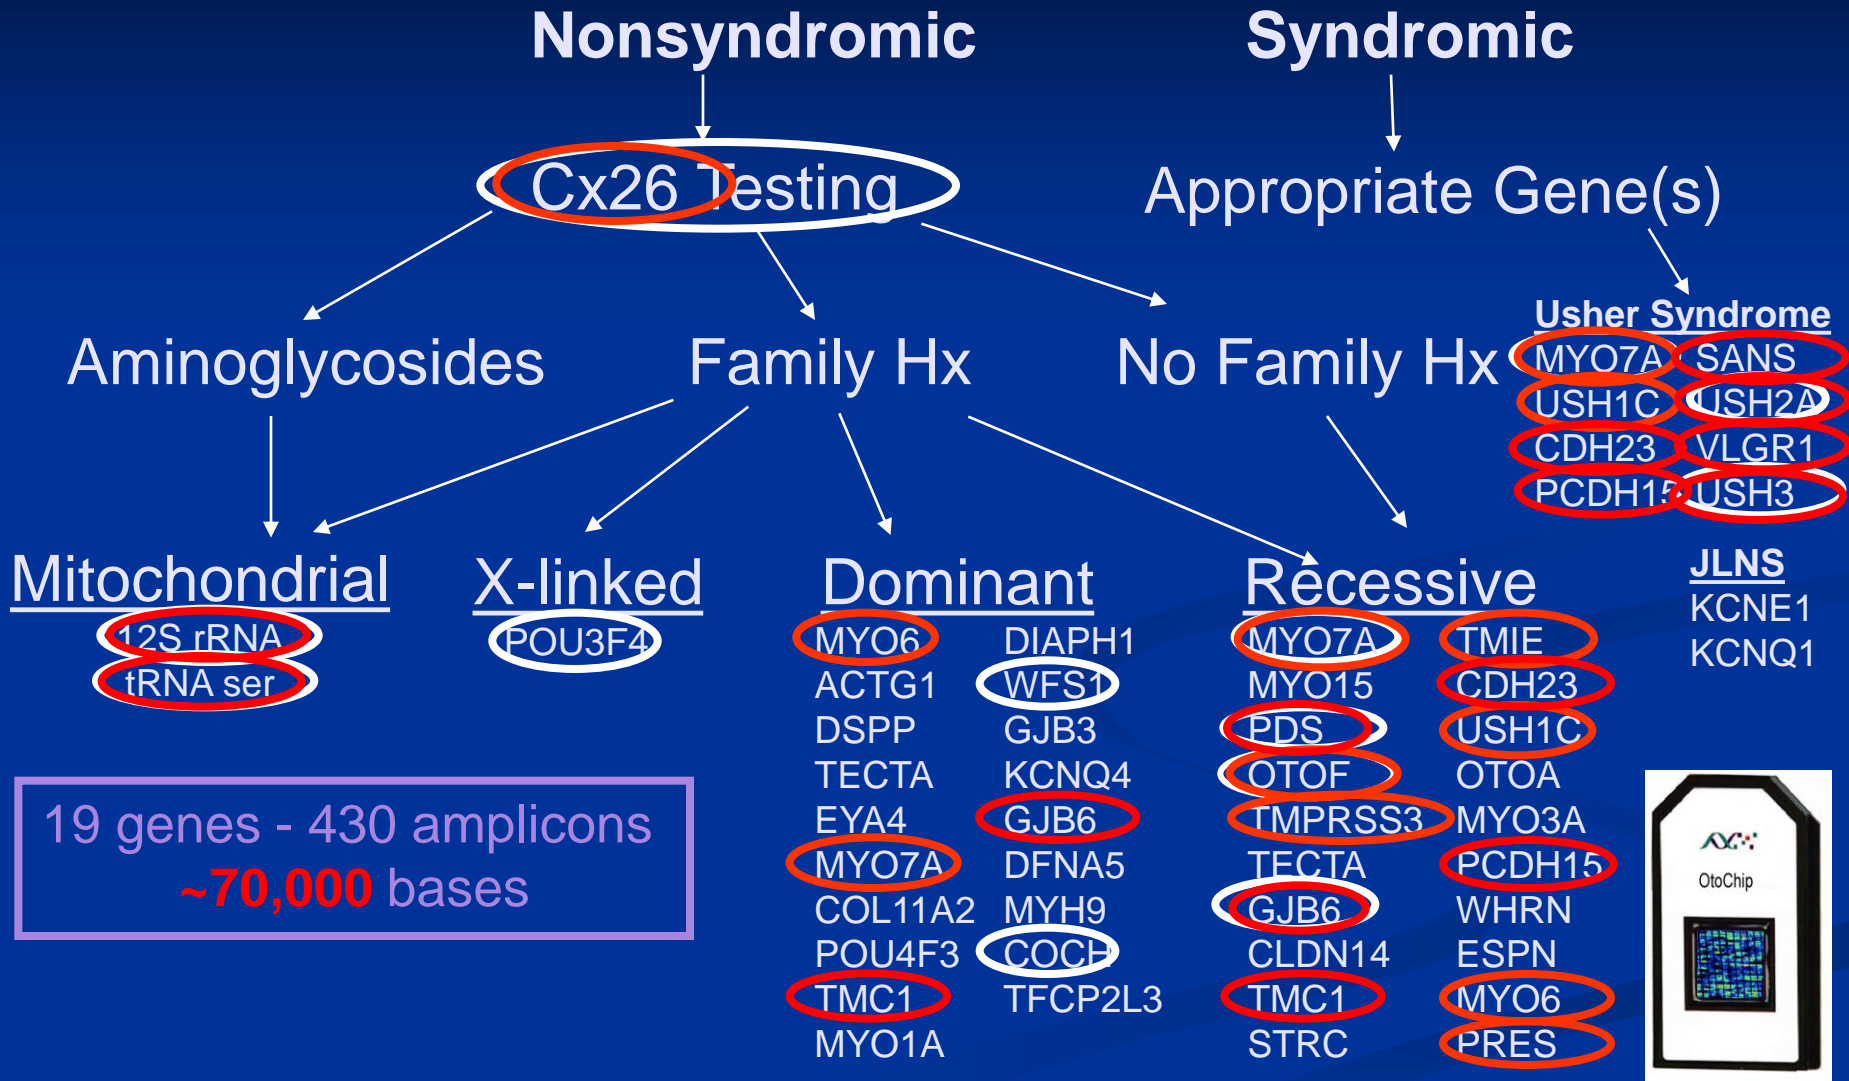 Nonsyndromic
Syndromic
Cx26 Testing
Appropriate Gene(s)
Aminoglycosides
Family Hx
No Family Hx
Usher Syndrome
MYO7A SANS
USH1C USH2A
CDH23 VLGR1
PCDH15 USH3
JLNS
KCNE1
KCNQ1
Mitochondrial
12S rRNA
tRNA ser
X-linked
POU3F4
Dominant
MYO6 DIAPH1
ACTG1 WFS1
DSPP GJB3
TECTA KCNQ4
EYA4 GJB6
MYO7A DFNA5
COL11A2 MYH9
POU4F3 COCH
TMC1 TFCP2L3
MYO1A
Recessive
MYO7A TMIE
MYO15 CDH23
PDS USH1C
OTOF OTOA
TMPRSS3 MYO3A
TECTA PCDH15
GJB6 WHRN
CLDN14 ESPN
TMC1 MYO6
STRC PRES
19 genes - 430 amplicons
~70,000 bases
OtoChip